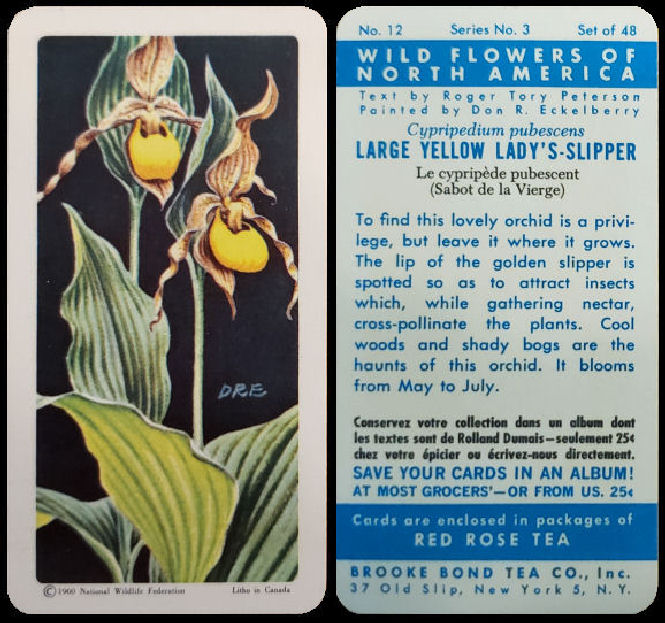 DRE
© 1960 National Wildlife Federation
Litho in Canada
No. 12 Series No. 3 Set of 48
WILD FLOWERS OF
NORTH AMERICA
Text by Roger Tory Peterson
Painted by Don R. Eckelberry
Cypripedium pubescens
LARGE YELLOW LADY'S-SLIPPER
Le cypripède pubescent
(Sabot de la Vierge)
To find this lovely orchid is a privi-
lege, but leave it where it grows.
The lip of the golden slipper is
spotted so as to attract insects
which, while gathering nectar,
cross-pollinate the plants. Cool
woods and shady bogs are the
haunts of this orchid. It blooms
from May to July.
Conservez votre collection dans un album dont
les textes sont de Rolland Dumais—seulement 25¢
chez votre épicier ou écrivez-nous directement.
SAVE YOUR CARDS IN AN ALBUM!
AT MOST GROCERS'—OR FROM US. 25¢
Cards are enclosed in packages of
RED ROSE TEA
BROOKE BOND TEA CO., Inc.
37 Old Slip, New York 5, N.Y.